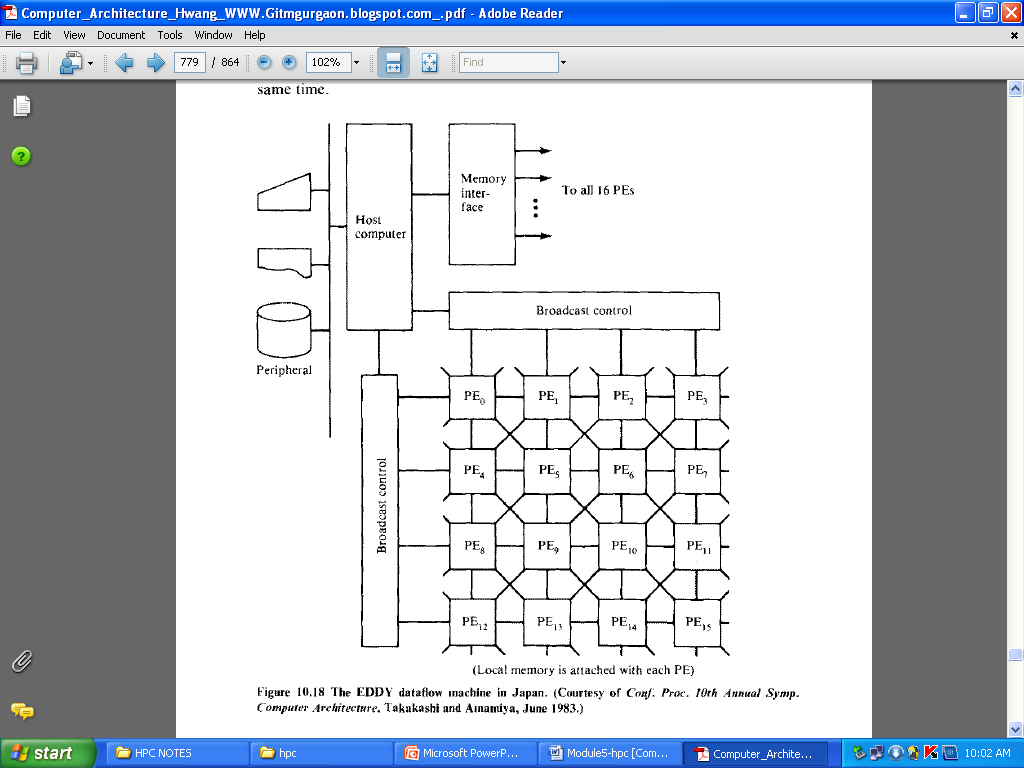 Computer_Architecture_Hwang_WWW.Gitmgurgaon.blogspot.com_.pdf - Adobe Reader
File Edit View Document Tools Window Help
779 / 864 102% Find
same time.
Memory
inter-
face
To all 16 PEs
Host
computer
Broadcast control
Peripheral
Broadcast control
PE0 PE1 PE2 PE3
PE4 PE5 PE6 PE7
PE8 PE9 PE10 PE11
PE12 PE13 PE14 PE15
(Local memory is attached with each PE)
Figure 10.18 The EDDY dataflow machine in Japan. (Courtesy of Conf. Proc. 10th Annual Symp.
Computer Architecture, Takakashi and Amamiya, June 1983.)
start HPC NOTES hpc Microsoft PowerP... Module5-hpc [Com... Computer_Archite... 10:02 AM